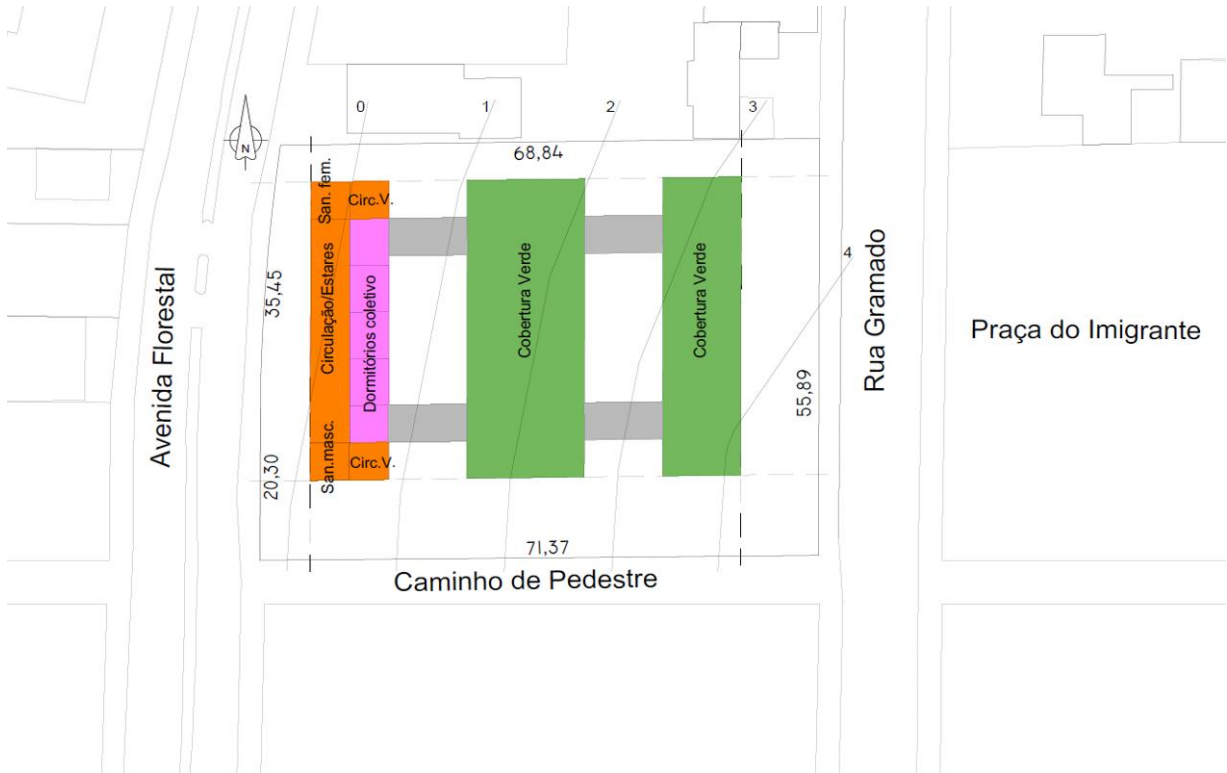 0
1
2
3
N
68,84
San. fem.
Circ.V.
Circulação/Estares
Dormitórios coletivo
Cobertura Verde
Cobertura Verde
4
35,45
Avenida Florestal
Rua Gramado
Praça do Imigrante
55,89
San.masc.
Circ.V.
20,30
71,37
Caminho de Pedestre